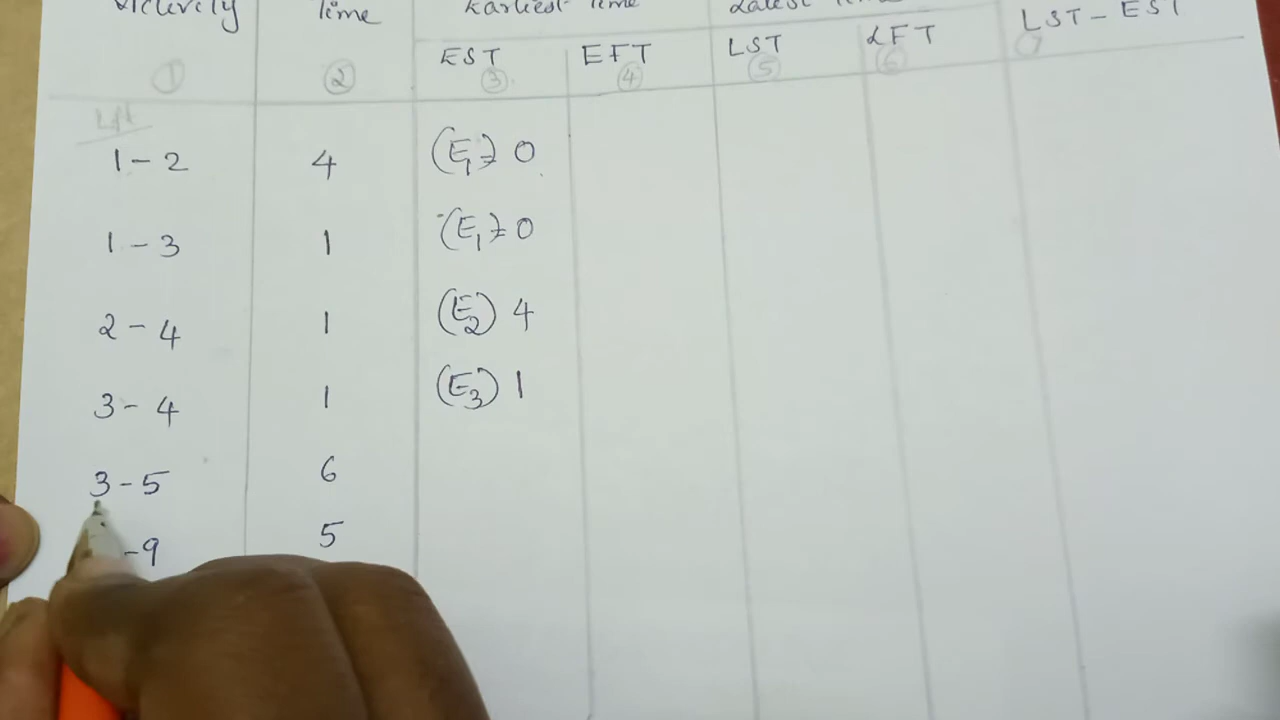 Activity Time Earliest Time Latest LST - EST
EST EFT LST LFT
① ② ③ ④ ⑤ ⑥ ⑦
Left
1 - 2 4 (E1) = 0
1 - 3 1 (E1) = 0
2 - 4 1 (E2) 4
3 - 4 1 (E3) 1
3 - 5 6
- 9 5